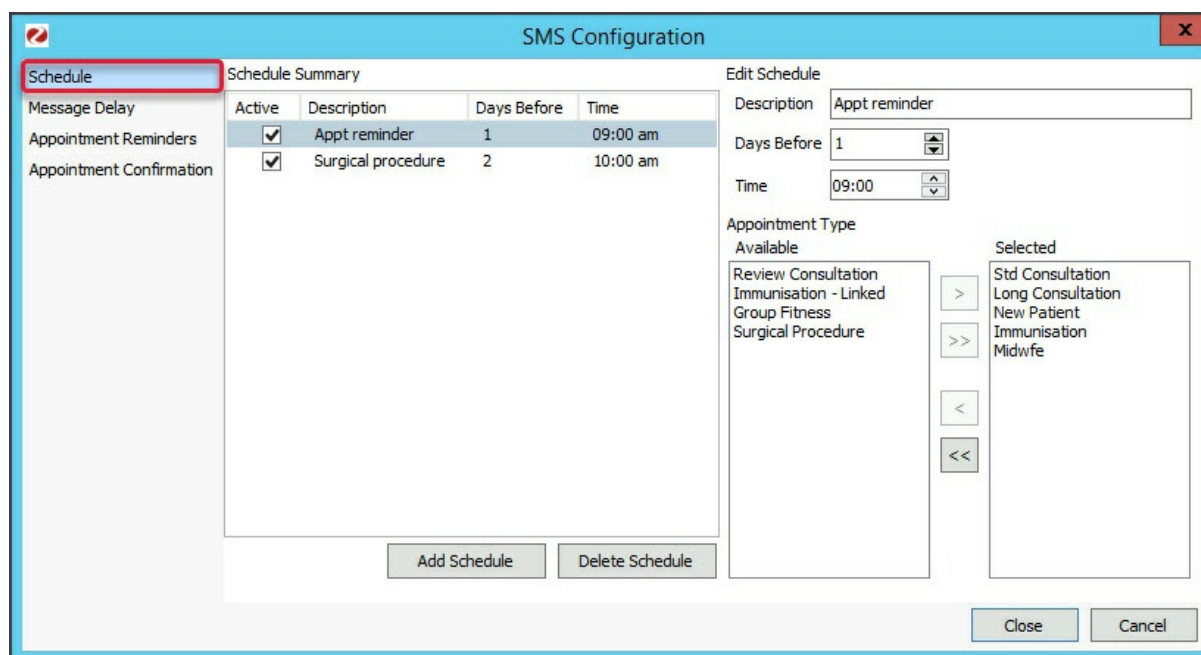 SMS Configuration
X
Schedule
Message Delay
Appointment Reminders
Appointment Confirmation
Schedule Summary
Active Description Days Before Time
Appt reminder 1 09:00 am
Surgical procedure 2 10:00 am
Add Schedule Delete Schedule
Edit Schedule
Description Appt reminder
Days Before 1
Time 09:00
Appointment Type
Available
Review Consultation
Immunisation - Linked
Group Fitness
Surgical Procedure
>
>>
<
<<
Selected
Std Consultation
Long Consultation
New Patient
Immunisation
Midwfe
Close Cancel